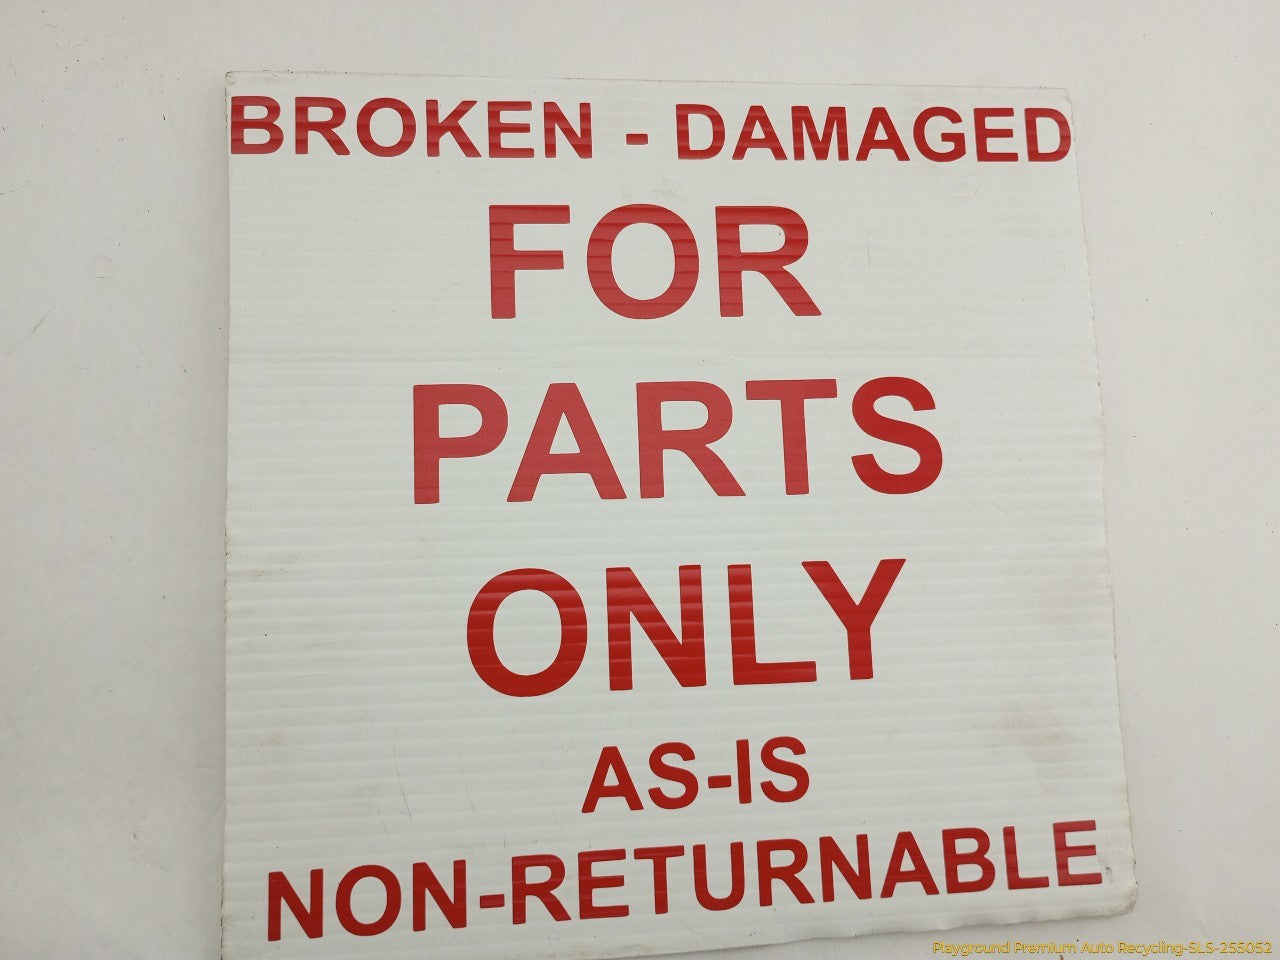 BROKEN - DAMAGED
FOR
PARTS
ONLY
AS-IS
NON-RETURNABLE
Playground Premium Auto Recycling-SLS-255052